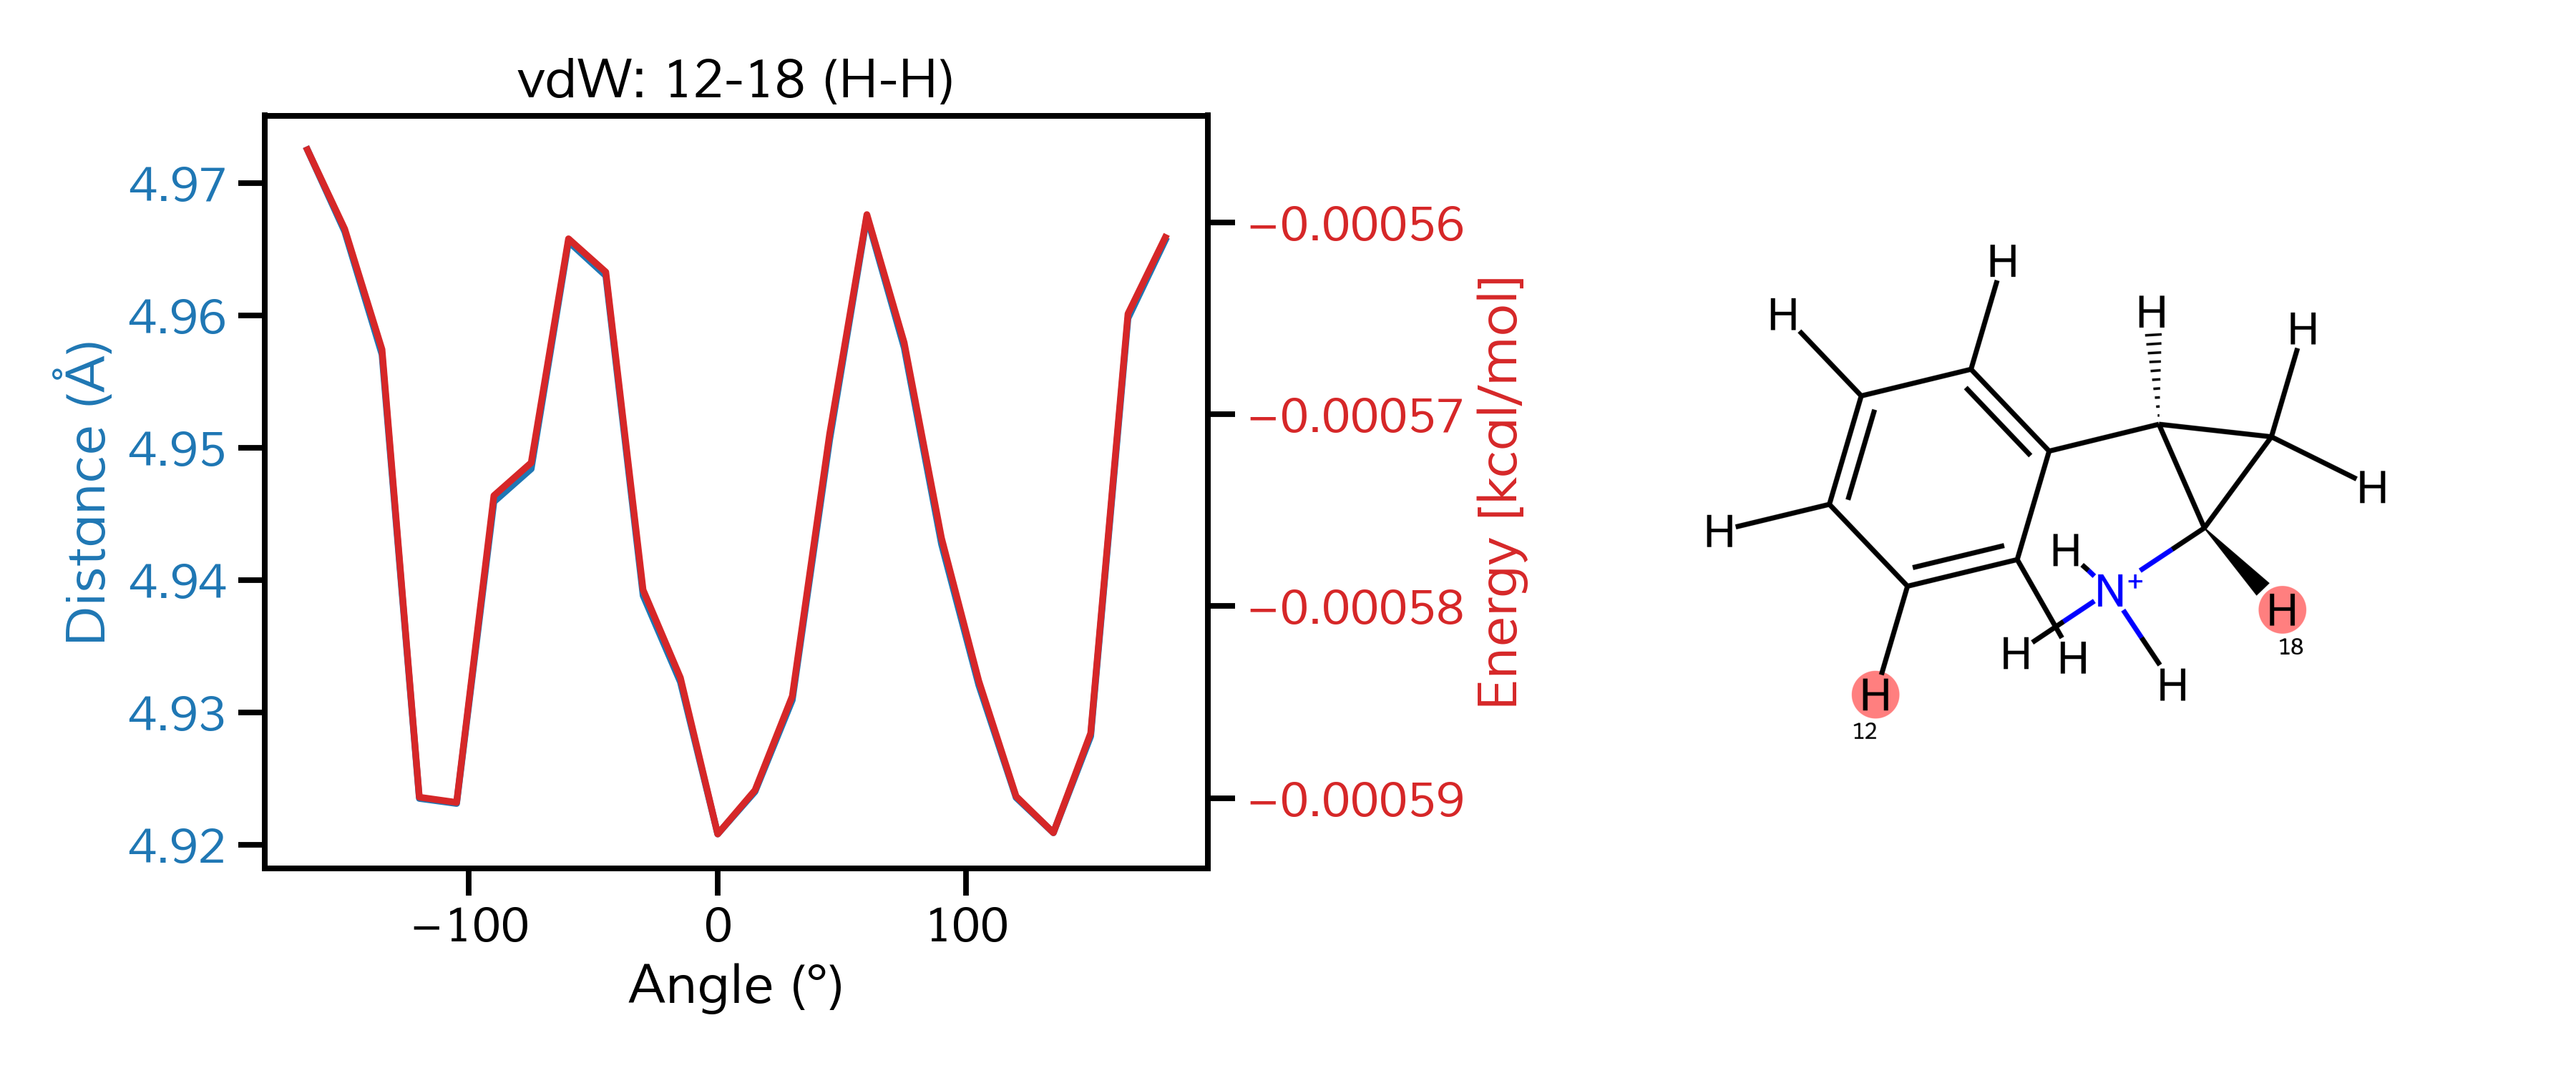 vdW: 12-18 (H-H)
Distance (Å)
4.97
4.96
4.95
4.94
4.93
4.92
−0.00056
−0.00057
−0.00058
−0.00059
Energy [kcal/mol]
−100
0
100
Angle (°)
H
H
H
H
H
H
H
N+
H
18
H
H
H
H
12